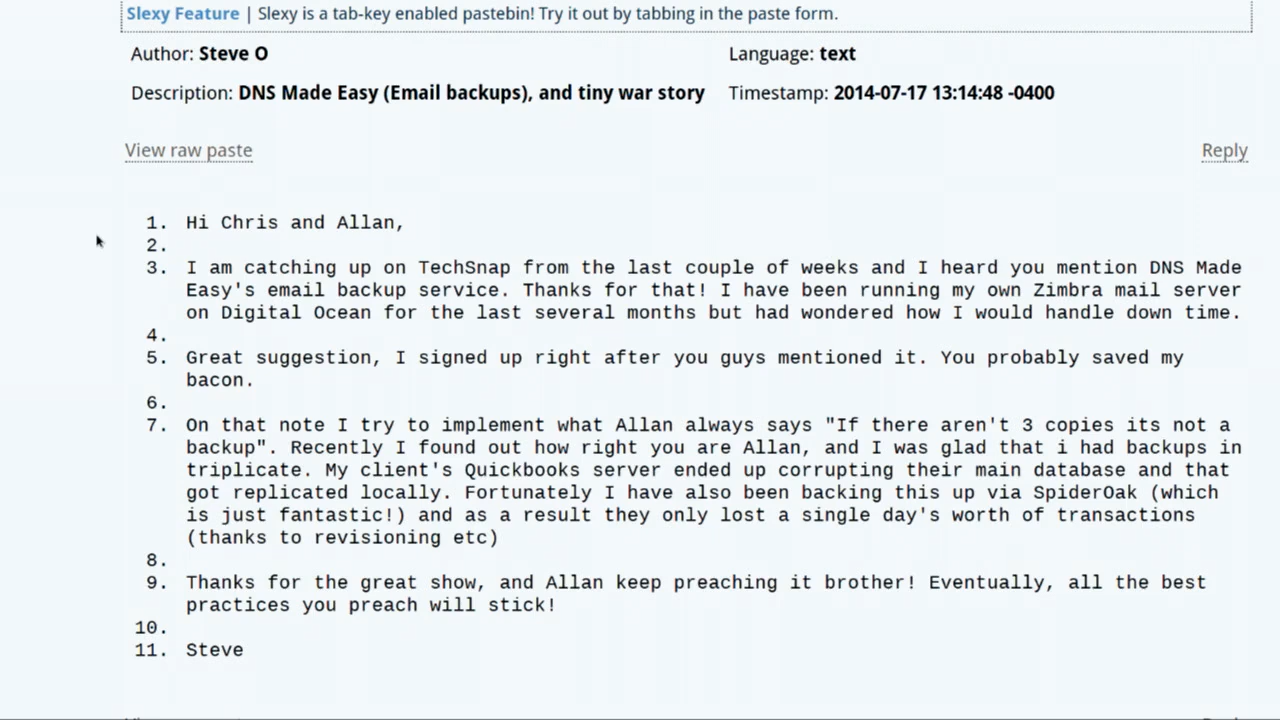 Slexy Feature | Slexy is a tab-key enabled pastebin! Try it out by tabbing in the paste form.
Author: Steve O Language: text
Description: DNS Made Easy (Email backups), and tiny war story Timestamp: 2014-07-17 13:14:48 -0400
View raw paste Reply
1. Hi Chris and Allan,
2.
3. I am catching up on TechSnap from the last couple of weeks and I heard you mention DNS Made
Easy's email backup service. Thanks for that! I have been running my own Zimbra mail server
on Digital Ocean for the last several months but had wondered how I would handle down time.
4.
5. Great suggestion, I signed up right after you guys mentioned it. You probably saved my
bacon.
6.
7. On that note I try to implement what Allan always says "If there aren't 3 copies its not a
backup". Recently I found out how right you are Allan, and I was glad that i had backups in
triplicate. My client's Quickbooks server ended up corrupting their main database and that
got replicated locally. Fortunately I have also been backing this up via SpiderOak (which
is just fantastic!) and as a result they only lost a single day's worth of transactions
(thanks to revisioning etc)
8.
9. Thanks for the great show, and Allan keep preaching it brother! Eventually, all the best
practices you preach will stick!
10.
11. Steve